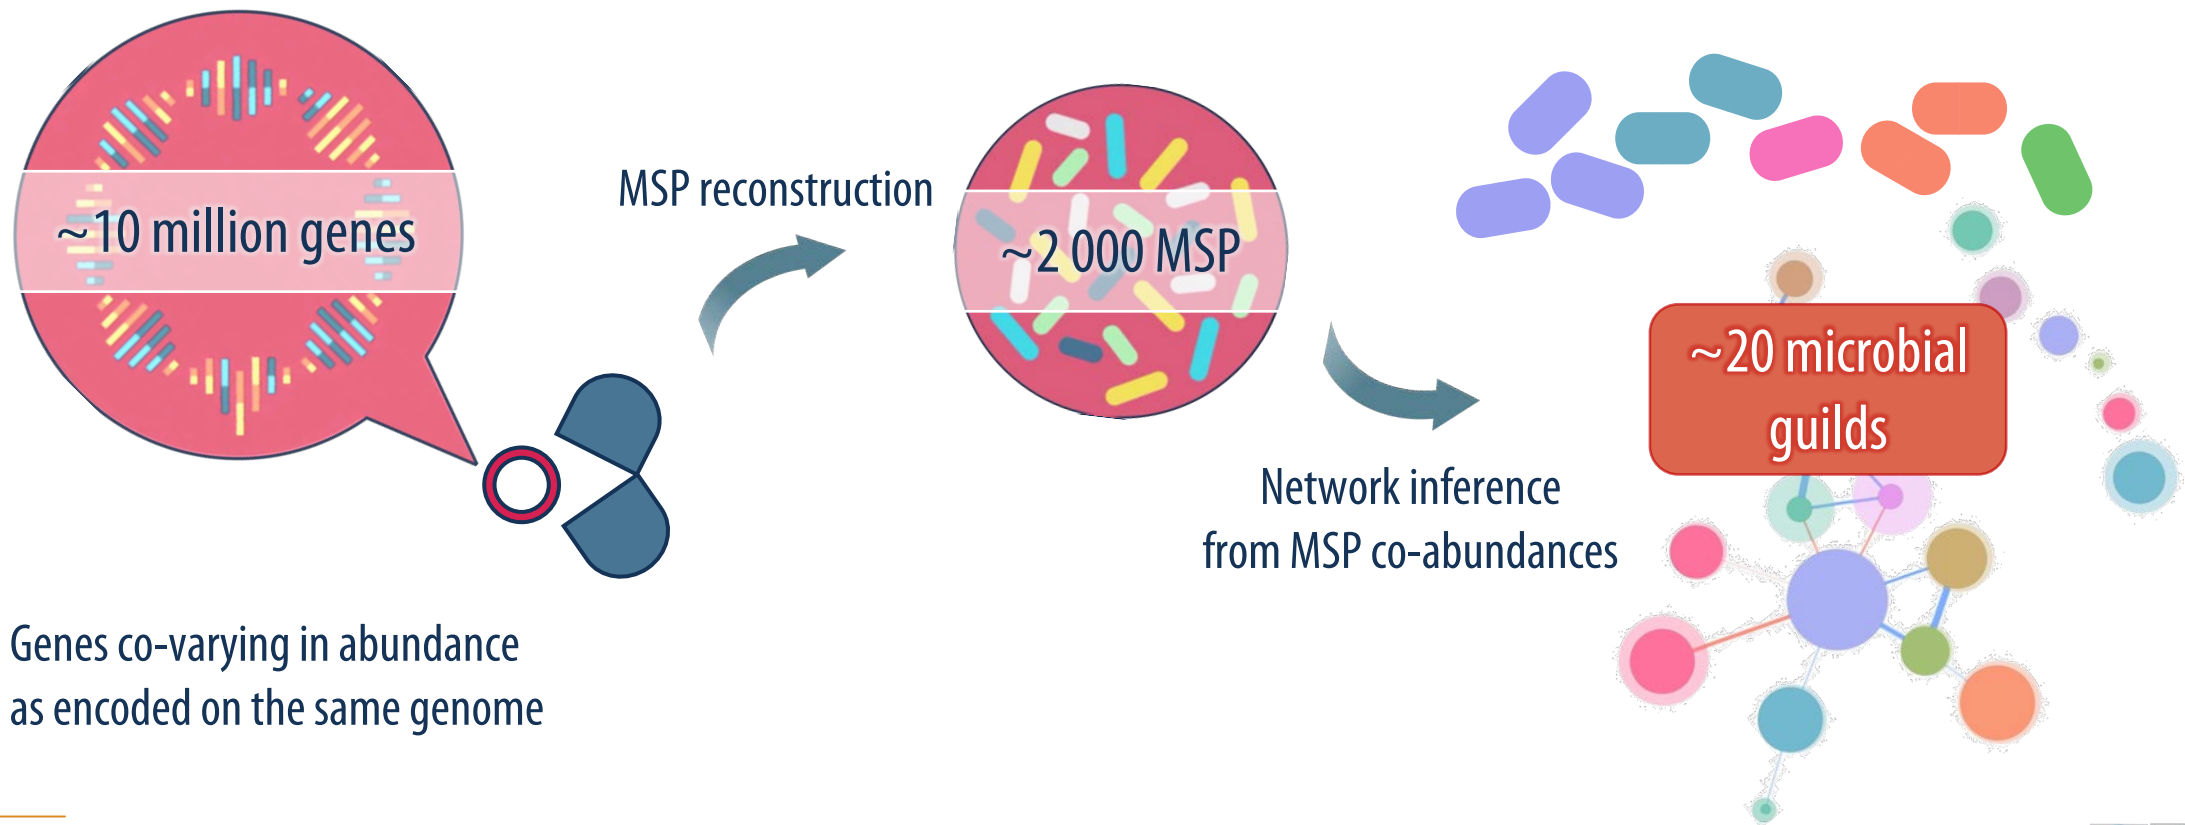 ~10 million genes
MSP reconstruction
~2 000 MSP
~20 microbial
guilds
Network inference
from MSP co-abundances
Genes co-varying in abundance
as encoded on the same genome